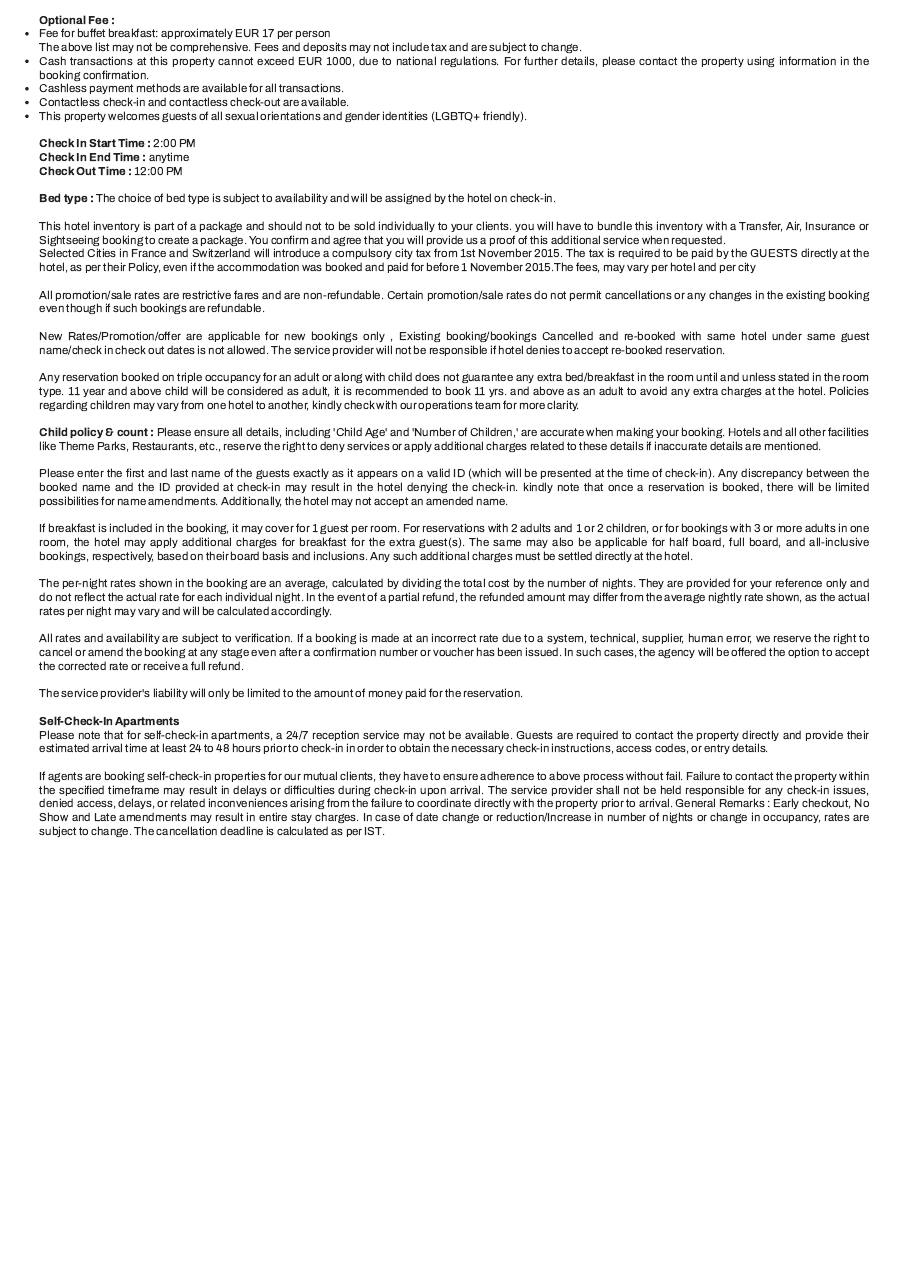 Optional Fee :
• Fee for buffet breakfast: approximately EUR 17 per person
The above list may not be comprehensive. Fees and deposits may not include tax and are subject to change.
• Cash transactions at this property cannot exceed EUR 1000, due to national regulations. For further details, please contact the property using information in the
booking confirmation.
• Cashless payment methods are available for all transactions.
• Contactless check-in and contactless check-out are available.
• This property welcomes guests of all sexual orientations and gender identities (LGBTQ+ friendly).
Check In Start Time : 2:00 PM
Check In End Time : anytime
Check Out Time : 12:00 PM
Bed type : The choice of bed type is subject to availability and will be assigned by the hotel on check-in.
This hotel inventory is part of a package and should not to be sold individually to your clients. you will have to bundle this inventory with a Transfer, Air, Insurance or
Sightseeing booking to create a package. You confirm and agree that you will provide us a proof of this additional service when requested.
Selected Cities in France and Switzerland will introduce a compulsory city tax from 1st November 2015. The tax is required to be paid by the GUESTS directly at the
hotel, as per their Policy, even if the accommodation was booked and paid for before 1 November 2015.The fees, may vary per hotel and per city
All promotion/sale rates are restrictive fares and are non-refundable. Certain promotion/sale rates do not permit cancellations or any changes in the existing booking
even though if such bookings are refundable.
New Rates/Promotion/offer are applicable for new bookings only , Existing booking/bookings Cancelled and re-booked with same hotel under same guest
name/check in check out dates is not allowed. The service provider will not be responsible if hotel denies to accept re-booked reservation.
Any reservation booked on triple occupancy for an adult or along with child does not guarantee any extra bed/breakfast in the room until and unless stated in the room
type. 11 year and above child will be considered as adult, it is recommended to book 11 yrs. and above as an adult to avoid any extra charges at the hotel. Policies
regarding children may vary from one hotel to another, kindly check with our operations team for more clarity.
Child policy & count : Please ensure all details, including 'Child Age' and 'Number of Children,' are accurate when making your booking. Hotels and all other facilities
like Theme Parks, Restaurants, etc., reserve the right to deny services or apply additional charges related to these details if inaccurate details are mentioned.
Please enter the first and last name of the guests exactly as it appears on a valid ID (which will be presented at the time of check-in). Any discrepancy between the
booked name and the ID provided at check-in may result in the hotel denying the check-in. kindly note that once a reservation is booked, there will be limited
possibilities for name amendments. Additionally, the hotel may not accept an amended name.
If breakfast is included in the booking, it may cover for 1 guest per room. For reservations with 2 adults and 1 or 2 children, or for bookings with 3 or more adults in one
room, the hotel may apply additional charges for breakfast for the extra guest(s). The same may also be applicable for half board, full board, and all-inclusive
bookings, respectively, based on their board basis and inclusions. Any such additional charges must be settled directly at the hotel.
The per-night rates shown in the booking are an average, calculated by dividing the total cost by the number of nights. They are provided for your reference only and
do not reflect the actual rate for each individual night. In the event of a partial refund, the refunded amount may differ from the average nightly rate shown, as the actual
rates per night may vary and will be calculated accordingly.
All rates and availability are subject to verification. If a booking is made at an incorrect rate due to a system, technical, supplier, human error, we reserve the right to
cancel or amend the booking at any stage even after a confirmation number or voucher has been issued. In such cases, the agency will be offered the option to accept
the corrected rate or receive a full refund.
The service provider's liability will only be limited to the amount of money paid for the reservation.
Self-Check-In Apartments
Please note that for self-check-in apartments, a 24/7 reception service may not be available. Guests are required to contact the property directly and provide their
estimated arrival time at least 24 to 48 hours prior to check-in in order to obtain the necessary check-in instructions, access codes, or entry details.
If agents are booking self-check-in properties for our mutual clients, they have to ensure adherence to above process without fail. Failure to contact the property within
the specified timeframe may result in delays or difficulties during check-in upon arrival. The service provider shall not be held responsible for any check-in issues,
denied access, delays, or related inconveniences arising from the failure to coordinate directly with the property prior to arrival. General Remarks : Early checkout, No
Show and Late amendments may result in entire stay charges. In case of date change or reduction/Increase in number of nights or change in occupancy, rates are
subject to change. The cancellation deadline is calculated as per IST.